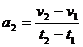 a₂ = (v₂ − v₁) / (t₂ − t₁)